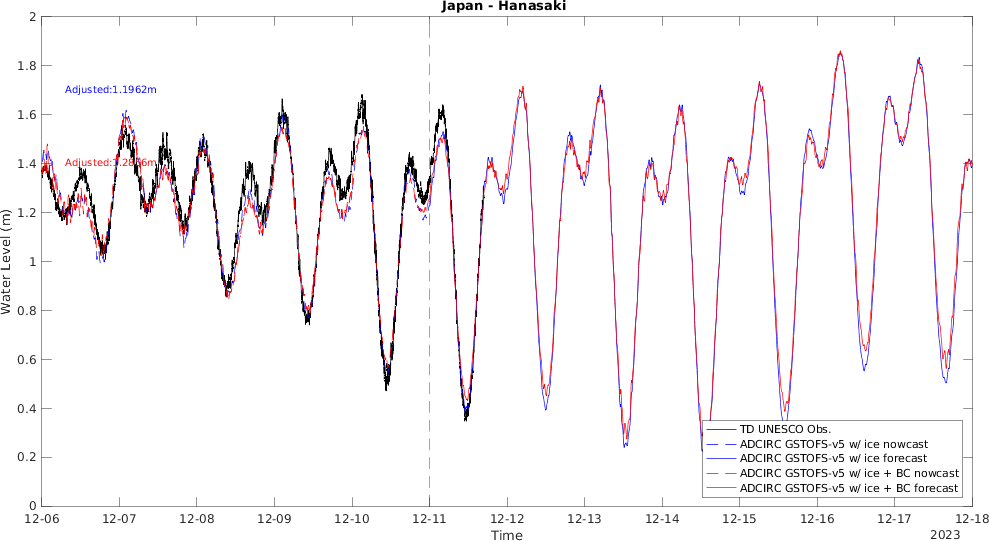 Japan - Hanasaki
2
1.8
1.6
1.4
1.2
1
0.8
0.6
0.4
0.2
0
Water Level (m)
Adjusted:1.1962m
TD UNESCO Obs.
ADCIRC GSTOFS-v5 w/ ice nowcast
ADCIRC GSTOFS-v5 w/ ice forecast
ADCIRC GSTOFS-v5 w/ ice + BC nowcast
ADCIRC GSTOFS-v5 w/ ice + BC forecast
12-06 12-07 12-08 12-09 12-10 12-11 12-12 12-13 12-14 12-15 12-16 12-17 12-18
Time
2023